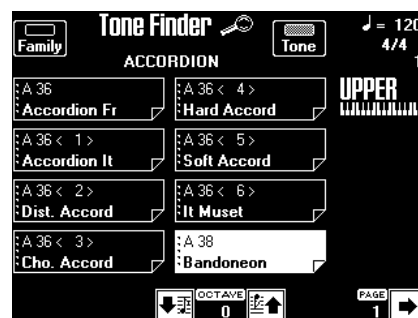 Family
Tone Finder
Tone
♩ = 120
4/4
1
ACCORDION
UPPER
A 36
Accordion Fr
A 36 < 4 >
Hard Accord
A 36 < 1 >
Accordion It
A 36 < 5 >
Soft Accord
A 36 < 2 >
Dist. Accord
A 36 < 6 >
It Muset
A 36 < 3 >
Cho. Accord
A 38
Bandoneon
OCTAVE
0
PAGE
1